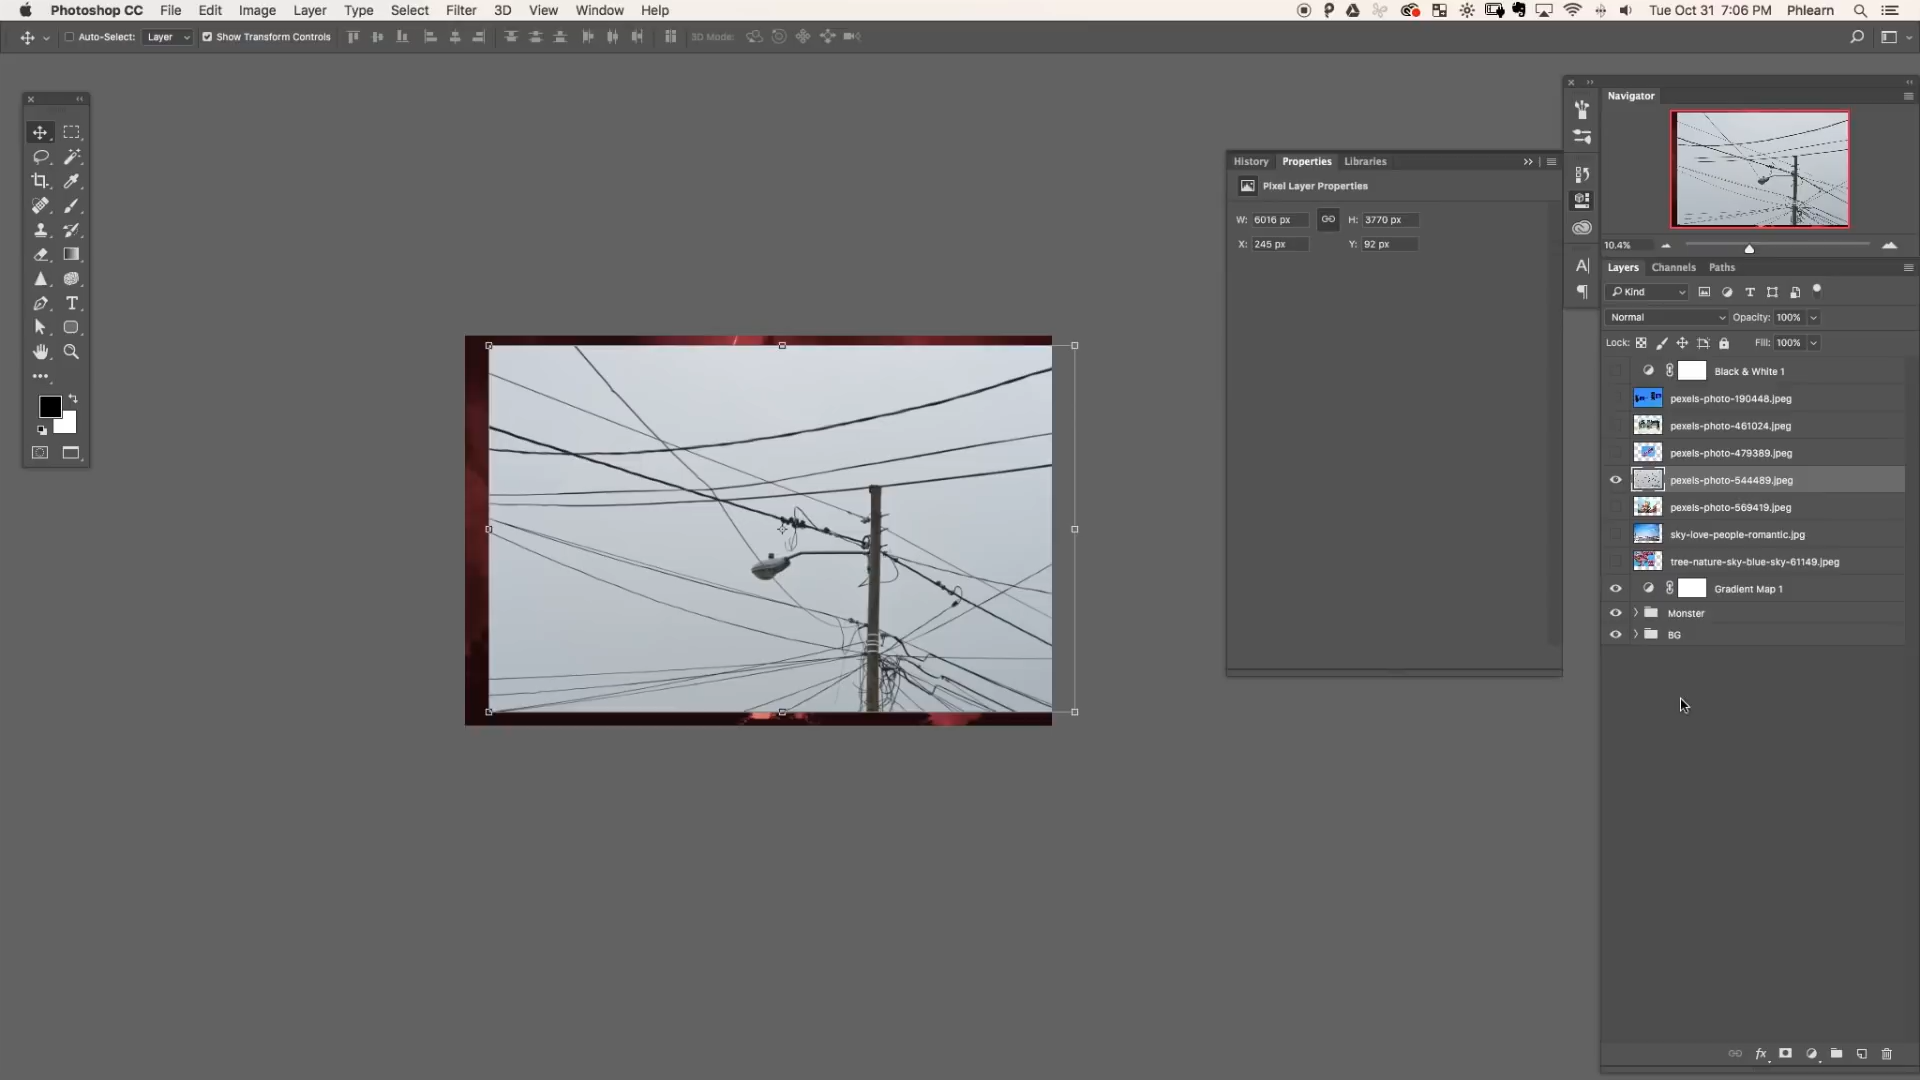 Photoshop CC File Edit Image Layer Type Select Filter 3D View Window Help Tue Oct 31 7:06 PM Phlearn
Auto-Select: Layer Show Transform Controls 3D Mode:
Navigator
History Properties Libraries
Pixel Layer Properties
W: 6016 px H: 3770 px
X: 245 px Y: 92 px
10.4%
Layers Channels Paths
Kind
Normal Opacity: 100%
Lock: Fill: 100%
Black & White 1
pexels-photo-190448.jpeg
pexels-photo-461024.jpeg
pexels-photo-479389.jpeg
pexels-photo-544489.jpeg
pexels-photo-569419.jpeg
sky-love-people-romantic.jpg
tree-nature-sky-blue-sky-61149.jpeg
Gradient Map 1
Monster
BG
fx